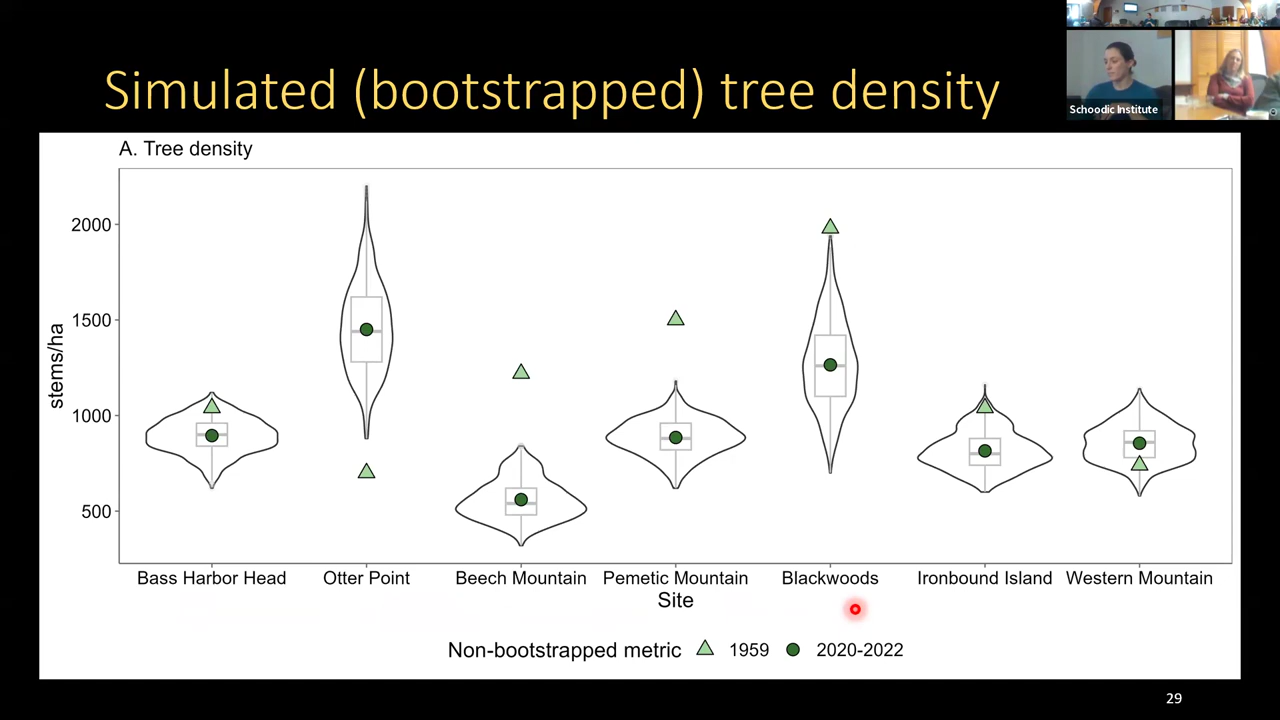 Simulated (bootstrapped) tree density
Schoodic Institute
A. Tree density
stems/ha
2000
1500
1000
500
Bass Harbor Head Otter Point Beech Mountain Pemetic Mountain Blackwoods Ironbound Island Western Mountain
Site
Non-bootstrapped metric 1959 2020-2022
29